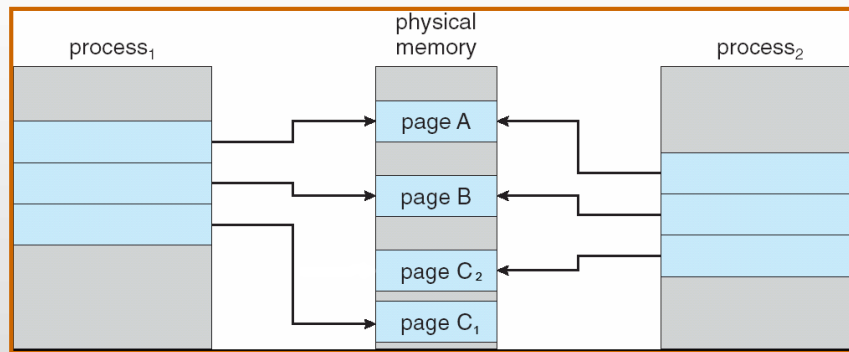 process₁
physical
memory
process₂
page A
page B
page C₂
page C₁